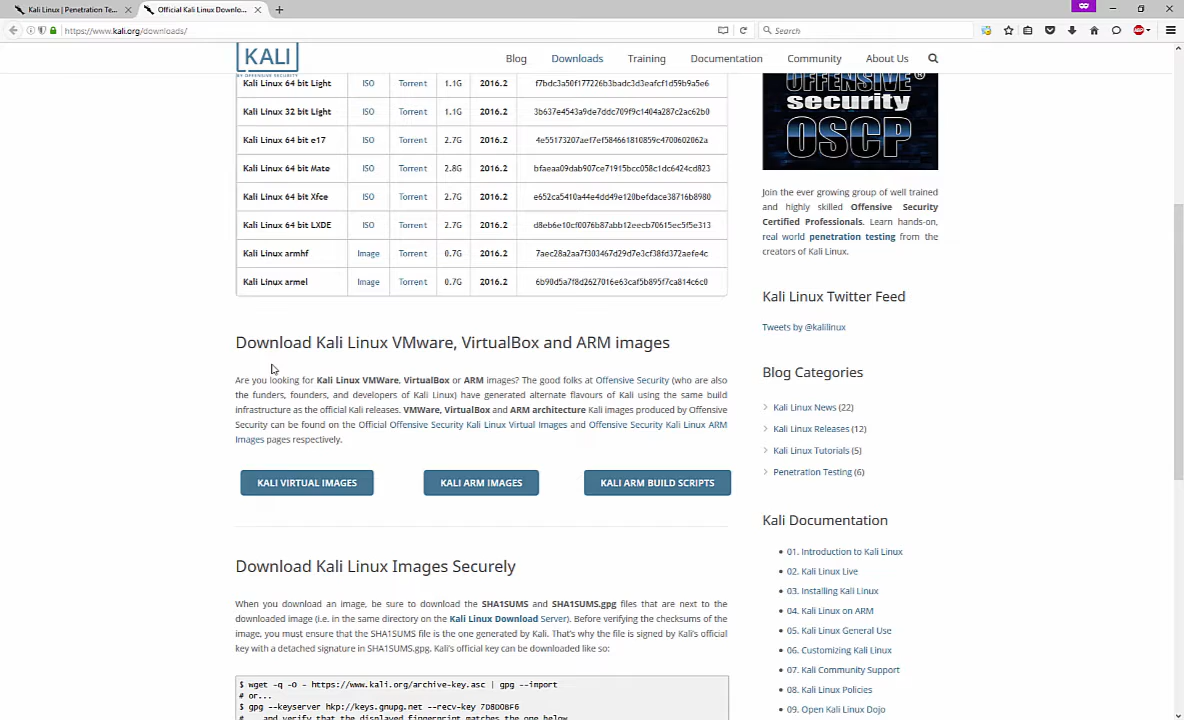 Kali Linux | Penetration Te...
Official Kali Linux Downlo...
https://www.kali.org/downloads/
Search
KALI
BY OFFENSIVE SECURITY
Blog
Downloads
Training
Documentation
Community
About Us
Kali Linux 64 bit Light ISO Torrent 1.1G 2016.2 f7bdc3a50f177226b3badc3d3eafcf1d59b9a5e6
Kali Linux 32 bit Light ISO Torrent 1.1G 2016.2 3b637e4543a9de7ddc709f9c1404a287c2ac62b0
Kali Linux 64 bit e17 ISO Torrent 2.7G 2016.2 4e55173207aef7ef584661810859c4700602062a
Kali Linux 64 bit Mate ISO Torrent 2.8G 2016.2 bfaeaa09dab907ce71915bcc058c1dc6424cd823
Kali Linux 64 bit Xfce ISO Torrent 2.7G 2016.2 e652ca5410a44e4dd49e120befdace38716b8980
Kali Linux 64 bit LXDE ISO Torrent 2.7G 2016.2 d8eb6e10cf0076b87abb12eecb70615ec5f5e313
Kali Linux armhf Image Torrent 0.7G 2016.2 7aec28a2aa7f303467d29d7e3cf38fd372aefe4c
Kali Linux armel Image Torrent 0.7G 2016.2 6b90d5a7f8d2627016e63caf5b895f7ca814c6c0
Download Kali Linux VMware, VirtualBox and ARM images
Are you looking for Kali Linux VMWare, VirtualBox or ARM images? The good folks at Offensive Security (who are also
the funders, founders, and developers of Kali Linux) have generated alternate flavours of Kali using the same build
infrastructure as the official Kali releases. VMWare, VirtualBox and ARM architecture Kali images produced by Offensive
Security can be found on the Official Offensive Security Kali Linux Virtual Images and Offensive Security Kali Linux ARM
Images pages respectively.
KALI VIRTUAL IMAGES
KALI ARM IMAGES
KALI ARM BUILD SCRIPTS
Download Kali Linux Images Securely
When you download an image, be sure to download the SHA1SUMS and SHA1SUMS.gpg files that are next to the
downloaded image (i.e. in the same directory on the Kali Linux Download Server). Before verifying the checksums of the
image, you must ensure that the SHA1SUMS file is the one generated by Kali. That's why the file is signed by Kali's official
key with a detached signature in SHA1SUMS.gpg. Kali's official key can be downloaded like so:
$ wget -q -O - https://www.kali.org/archive-key.asc | gpg --import
# or...
$ gpg --keyserver hkp://keys.gnupg.net --recv-key 7D8D0BF6
# ... and verify that the displayed fingerprint matches the one below
OFFENSIVE®
security
OSCP
Join the ever growing group of well trained
and highly skilled Offensive Security
Certified Professionals. Learn hands-on,
real world penetration testing from the
creators of Kali Linux.
Kali Linux Twitter Feed
Tweets by @kalilinux
Blog Categories
Kali Linux News (22)
Kali Linux Releases (12)
Kali Linux Tutorials (5)
Penetration Testing (6)
Kali Documentation
01. Introduction to Kali Linux
02. Kali Linux Live
03. Installing Kali Linux
04. Kali Linux on ARM
05. Kali Linux General Use
06. Customizing Kali Linux
07. Kali Community Support
08. Kali Linux Policies
09. Open Kali Linux Dojo